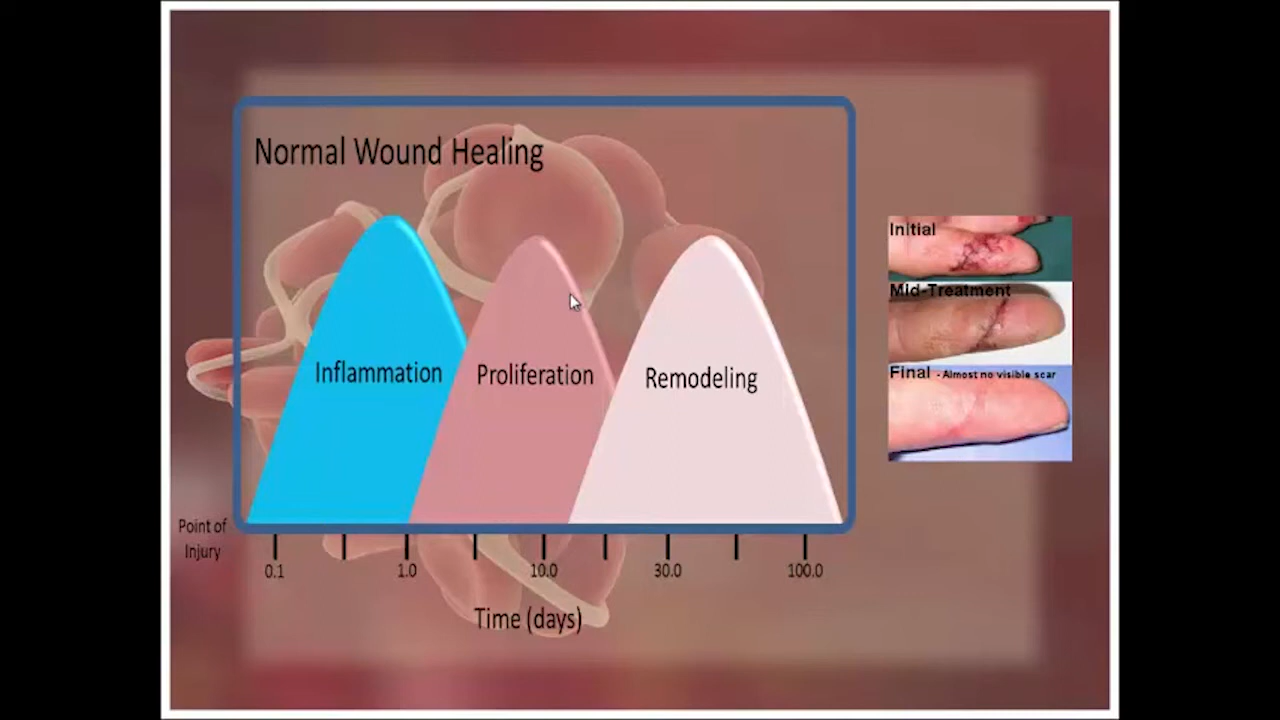 Normal Wound Healing
Inflammation
Proliferation
Remodeling
Point of
Injury
0.1
1.0
10.0
30.0
100.0
Time (days)
Initial
Mid-Treatment
Final - Almost no visible scar